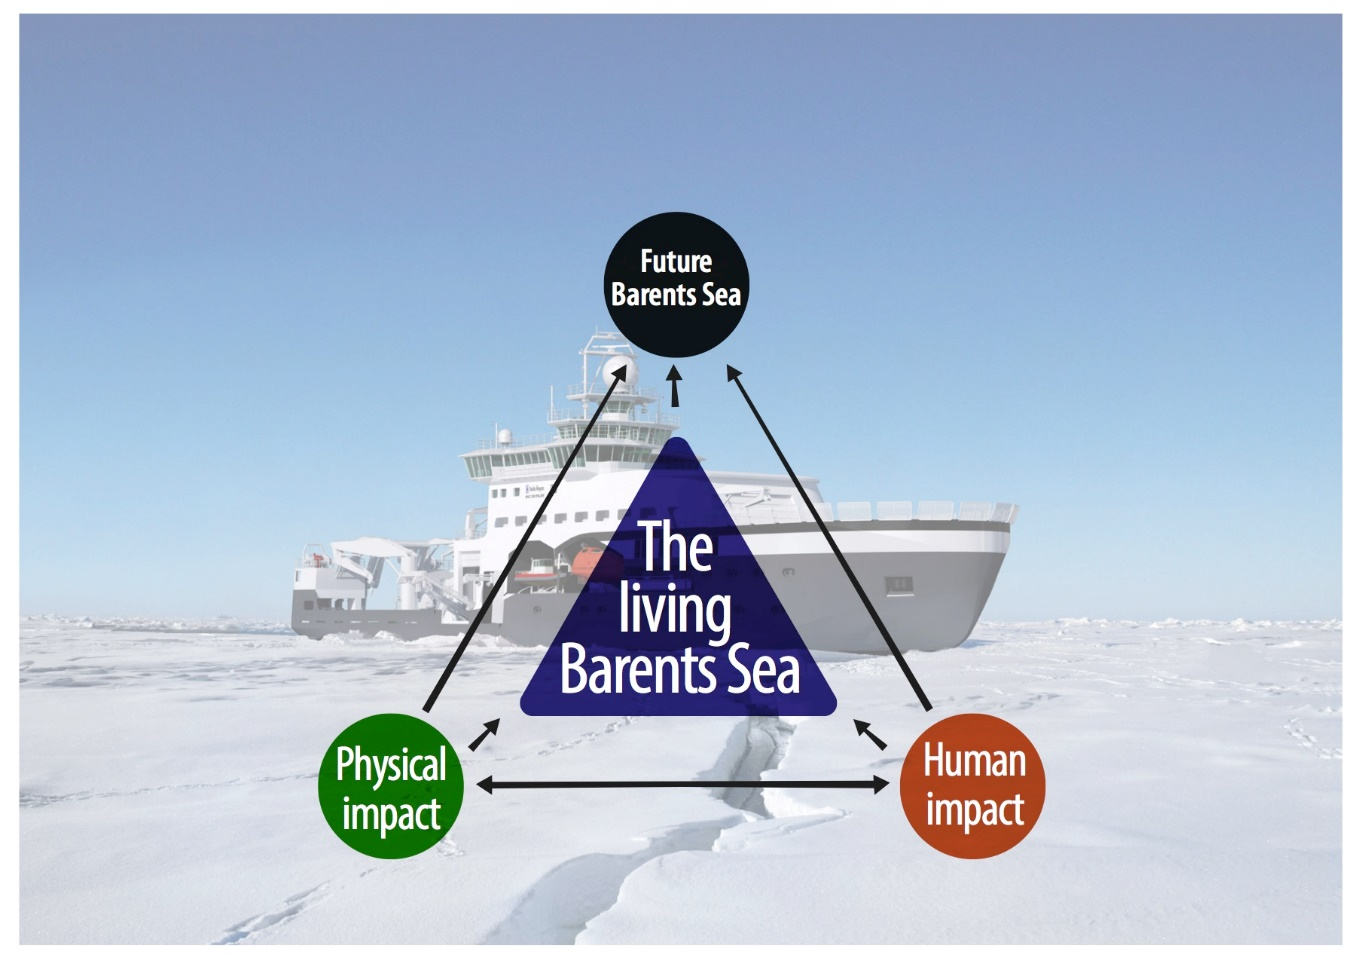 Future
Barents Sea
The
living
Barents Sea
Physical
impact
Human
impact